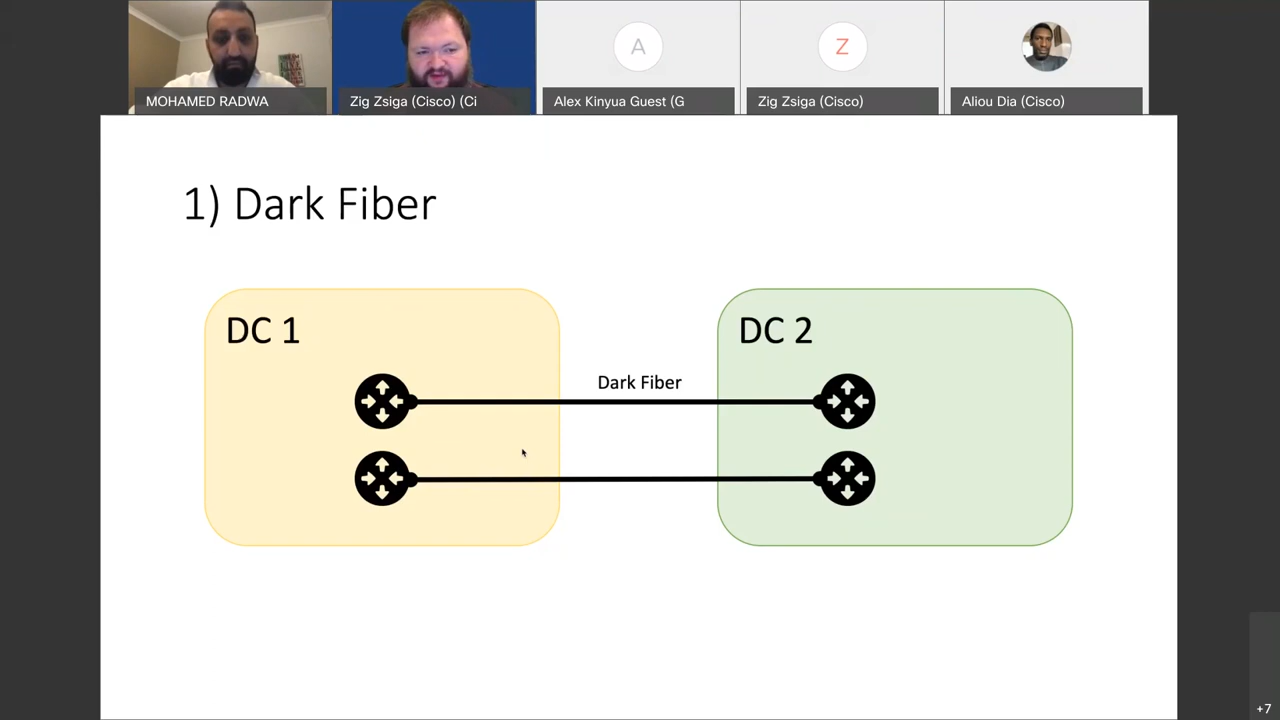 A
Z
MOHAMED RADWA
Zig Zsiga (Cisco) (Ci
Alex Kinyua Guest (G
Zig Zsiga (Cisco)
Aliou Dia (Cisco)
1) Dark Fiber
DC 1
DC 2
Dark Fiber
+7